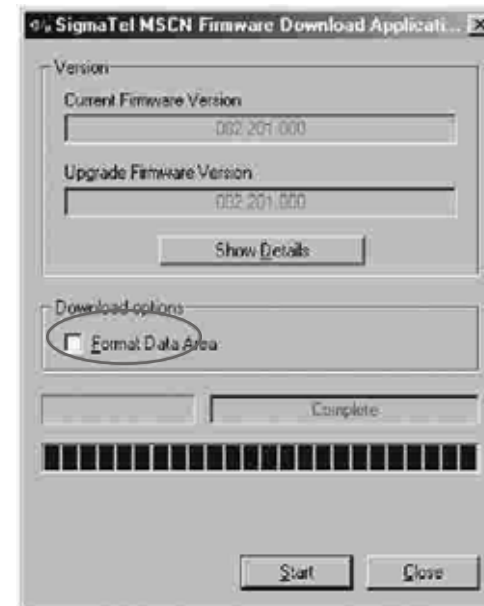 SigmaTel MSCN Firmware Download Applicati...
Version
Current Firmware Version
002.201.000
Upgrade Firmware Version
002.201.000
Show Details
Download options
Format Data Area
Complete
Start
Close